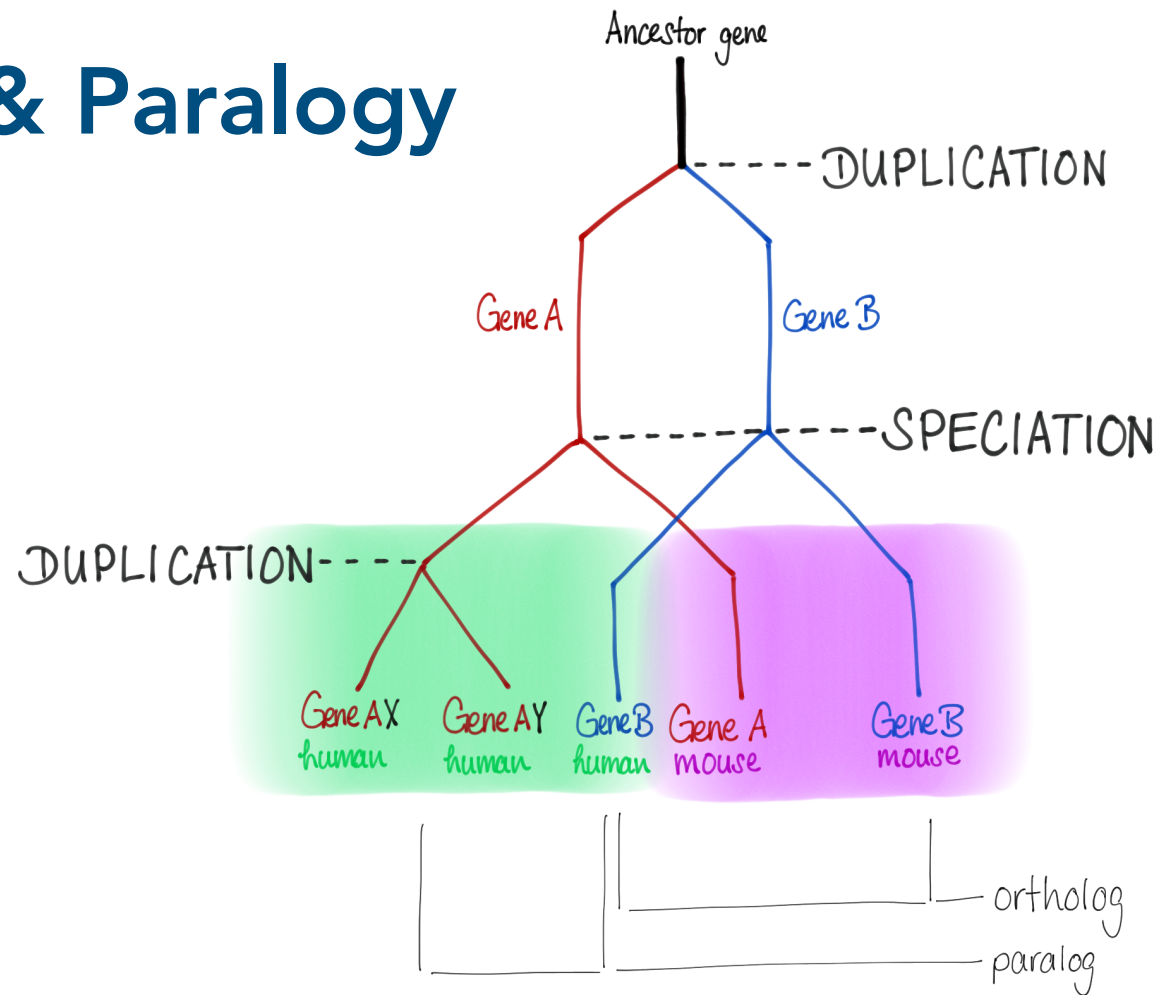 & Paralogy
Ancestor gene
DUPLICATION
Gene A
Gene B
SPECIATION
DUPLICATION
Gene AX
human
Gene AY
human
Gene B
human
Gene A
mouse
Gene B
mouse
ortholog
paralog